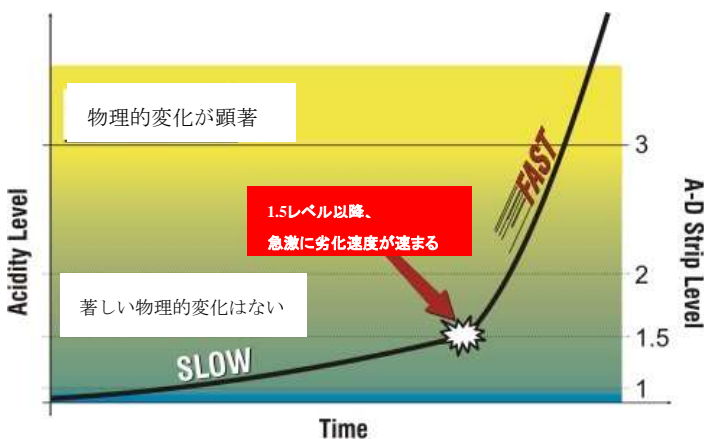 物理的変化が顕著
3
FAST
1.5レベル以降、
急激に劣化速度が速まる
Acidity Level
A-D Strip Level
2
著しい物理的変化はない
1.5
SLOW
1
Time